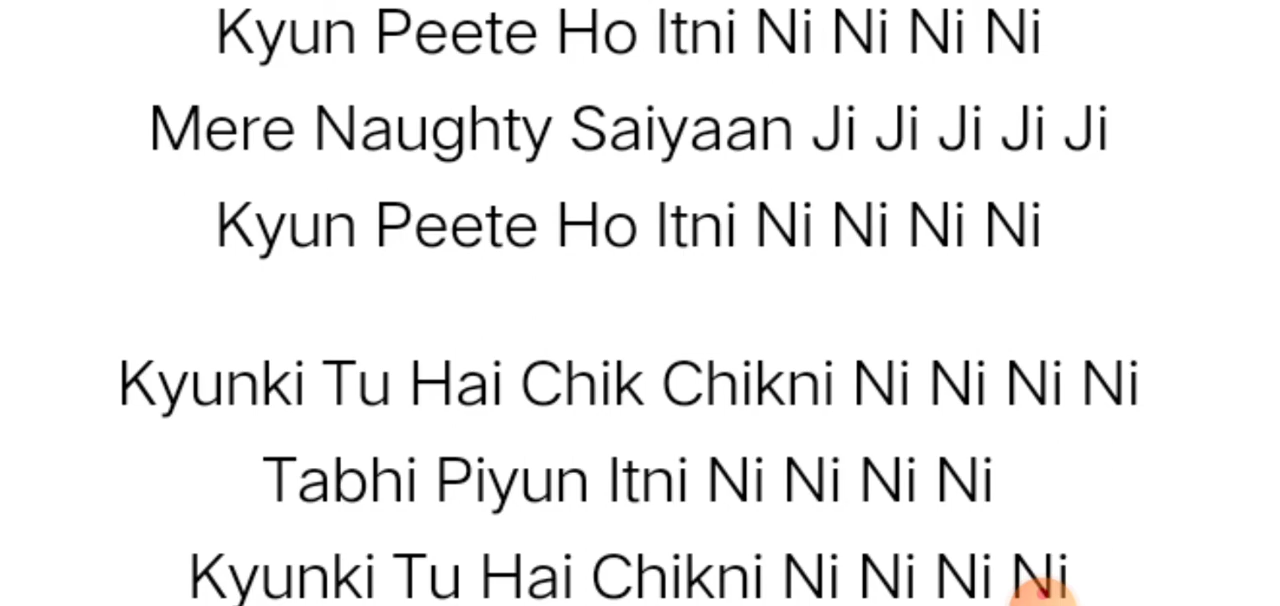 Kyun Peete Ho Itni Ni Ni Ni Ni
Mere Naughty Saiyaan Ji Ji Ji Ji Ji
Kyun Peete Ho Itni Ni Ni Ni Ni
Kyunki Tu Hai Chik Chikni Ni Ni Ni Ni
Tabhi Piyun Itni Ni Ni Ni Ni
Kyunki Tu Hai Chikni Ni Ni Ni Ni